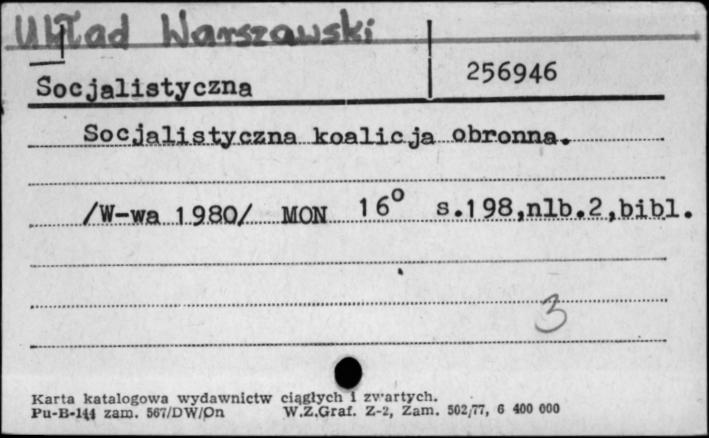 Układ Warszawski
Socjalistyczna
256946
Socjalistyczna koalicja obronna.
/W-wa 1980/ MON 16° s.198,nlb.2,bibl.
3
Karta katalogowa wydawnictw ciągłych i zwartych.
Pu-B-144 zam. 567/DW/Dn W.Z.Graf. Z-2, Zam. 502/77, 6 400 000